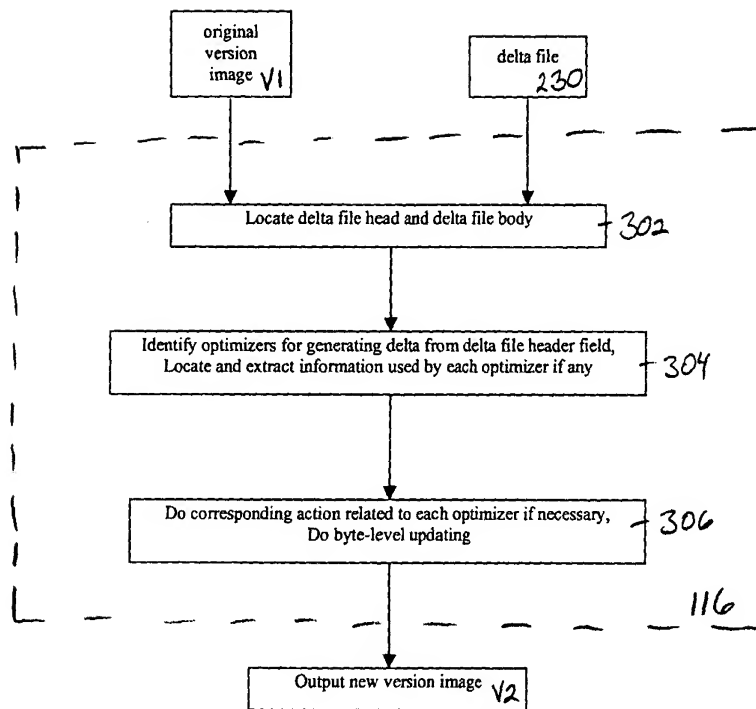 original
version
image V1
delta file
230
Locate delta file head and delta file body
302
Identify optimizers for generating delta from delta file header field,
Locate and extract information used by each optimizer if any
304
Do corresponding action related to each optimizer if necessary,
Do byte-level updating
306
116
Output new version image V2